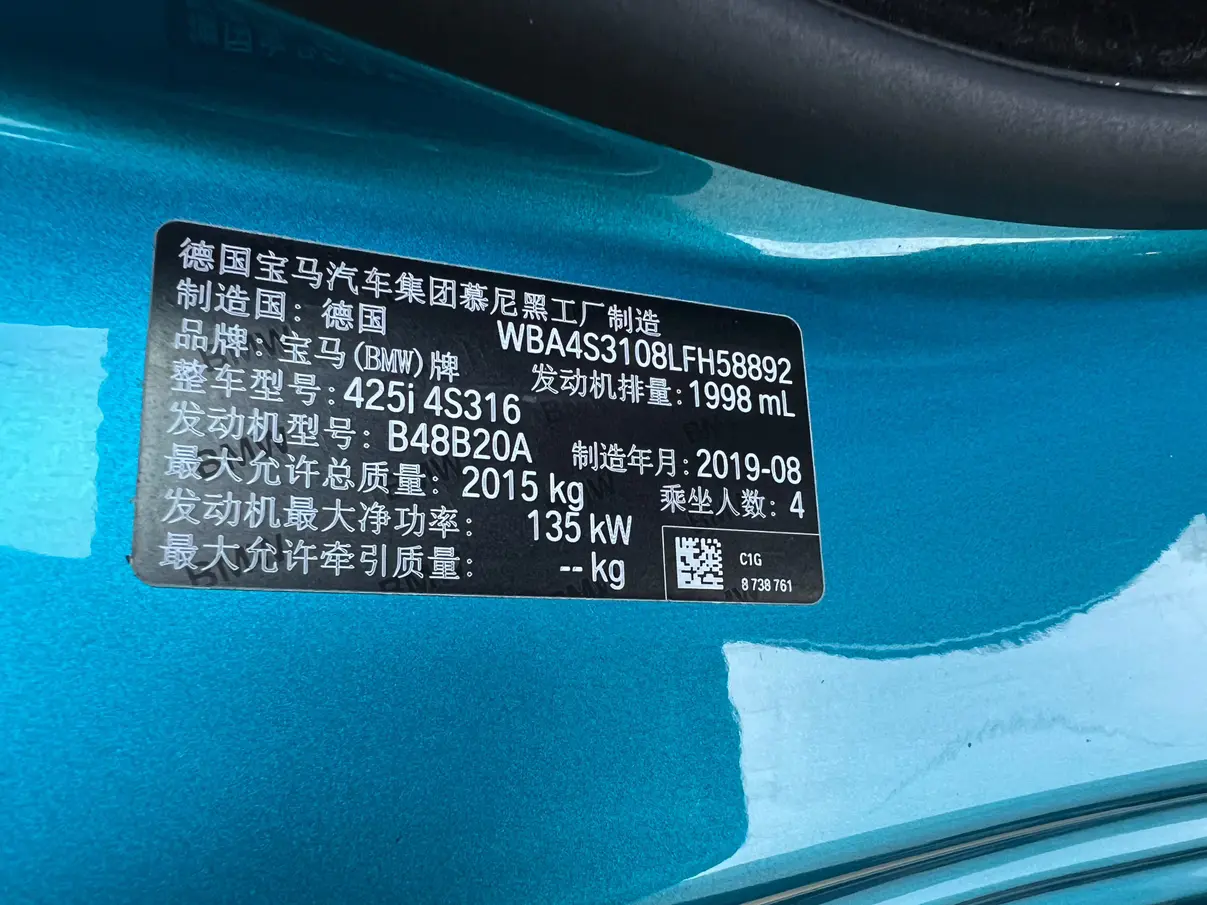 德国宝马汽车集团慕尼黑工厂制造
制造国：德国
WBA4S3108LFH58892
品牌：宝马(BMW)牌
发动机排量：1998 mL
整车型号：425i 4S316
发动机型号：B48B20A
制造年月：2019-08
最大允许总质量：2015 kg
乘坐人数：4
发动机最大净功率：135 kW
最大允许牵引质量：-- kg
C1G
8 738 761